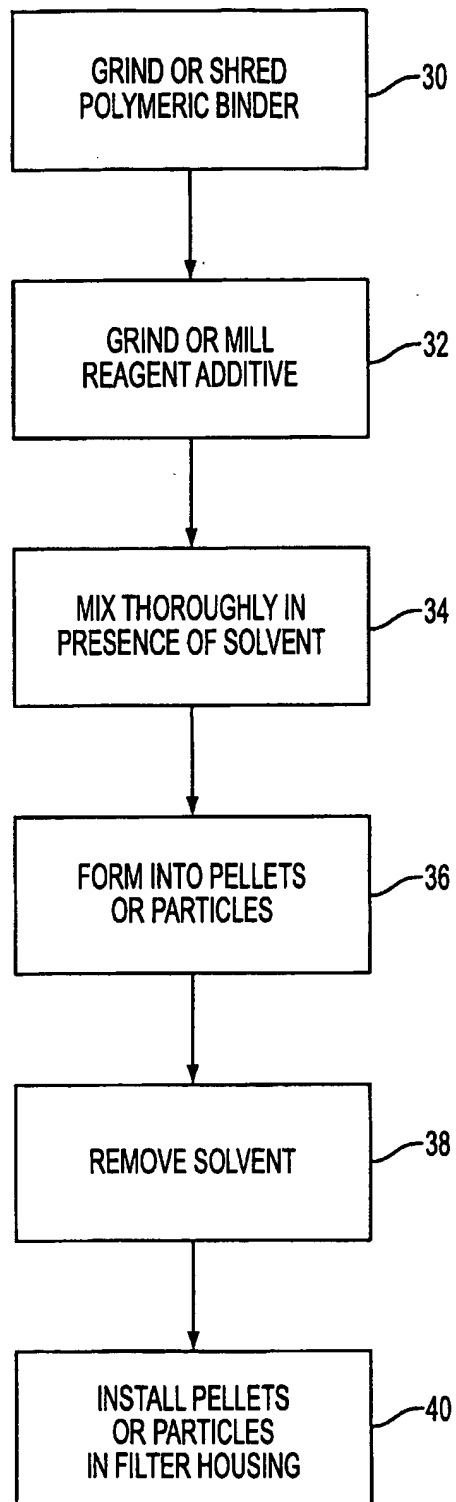 GRIND OR SHRED
POLYMERIC BINDER
30
GRIND OR MILL
REAGENT ADDITIVE
32
MIX THOROUGHLY IN
PRESENCE OF SOLVENT
34
FORM INTO PELLETS
OR PARTICLES
36
REMOVE SOLVENT
38
INSTALL PELLETS
OR PARTICLES
IN FILTER HOUSING
40